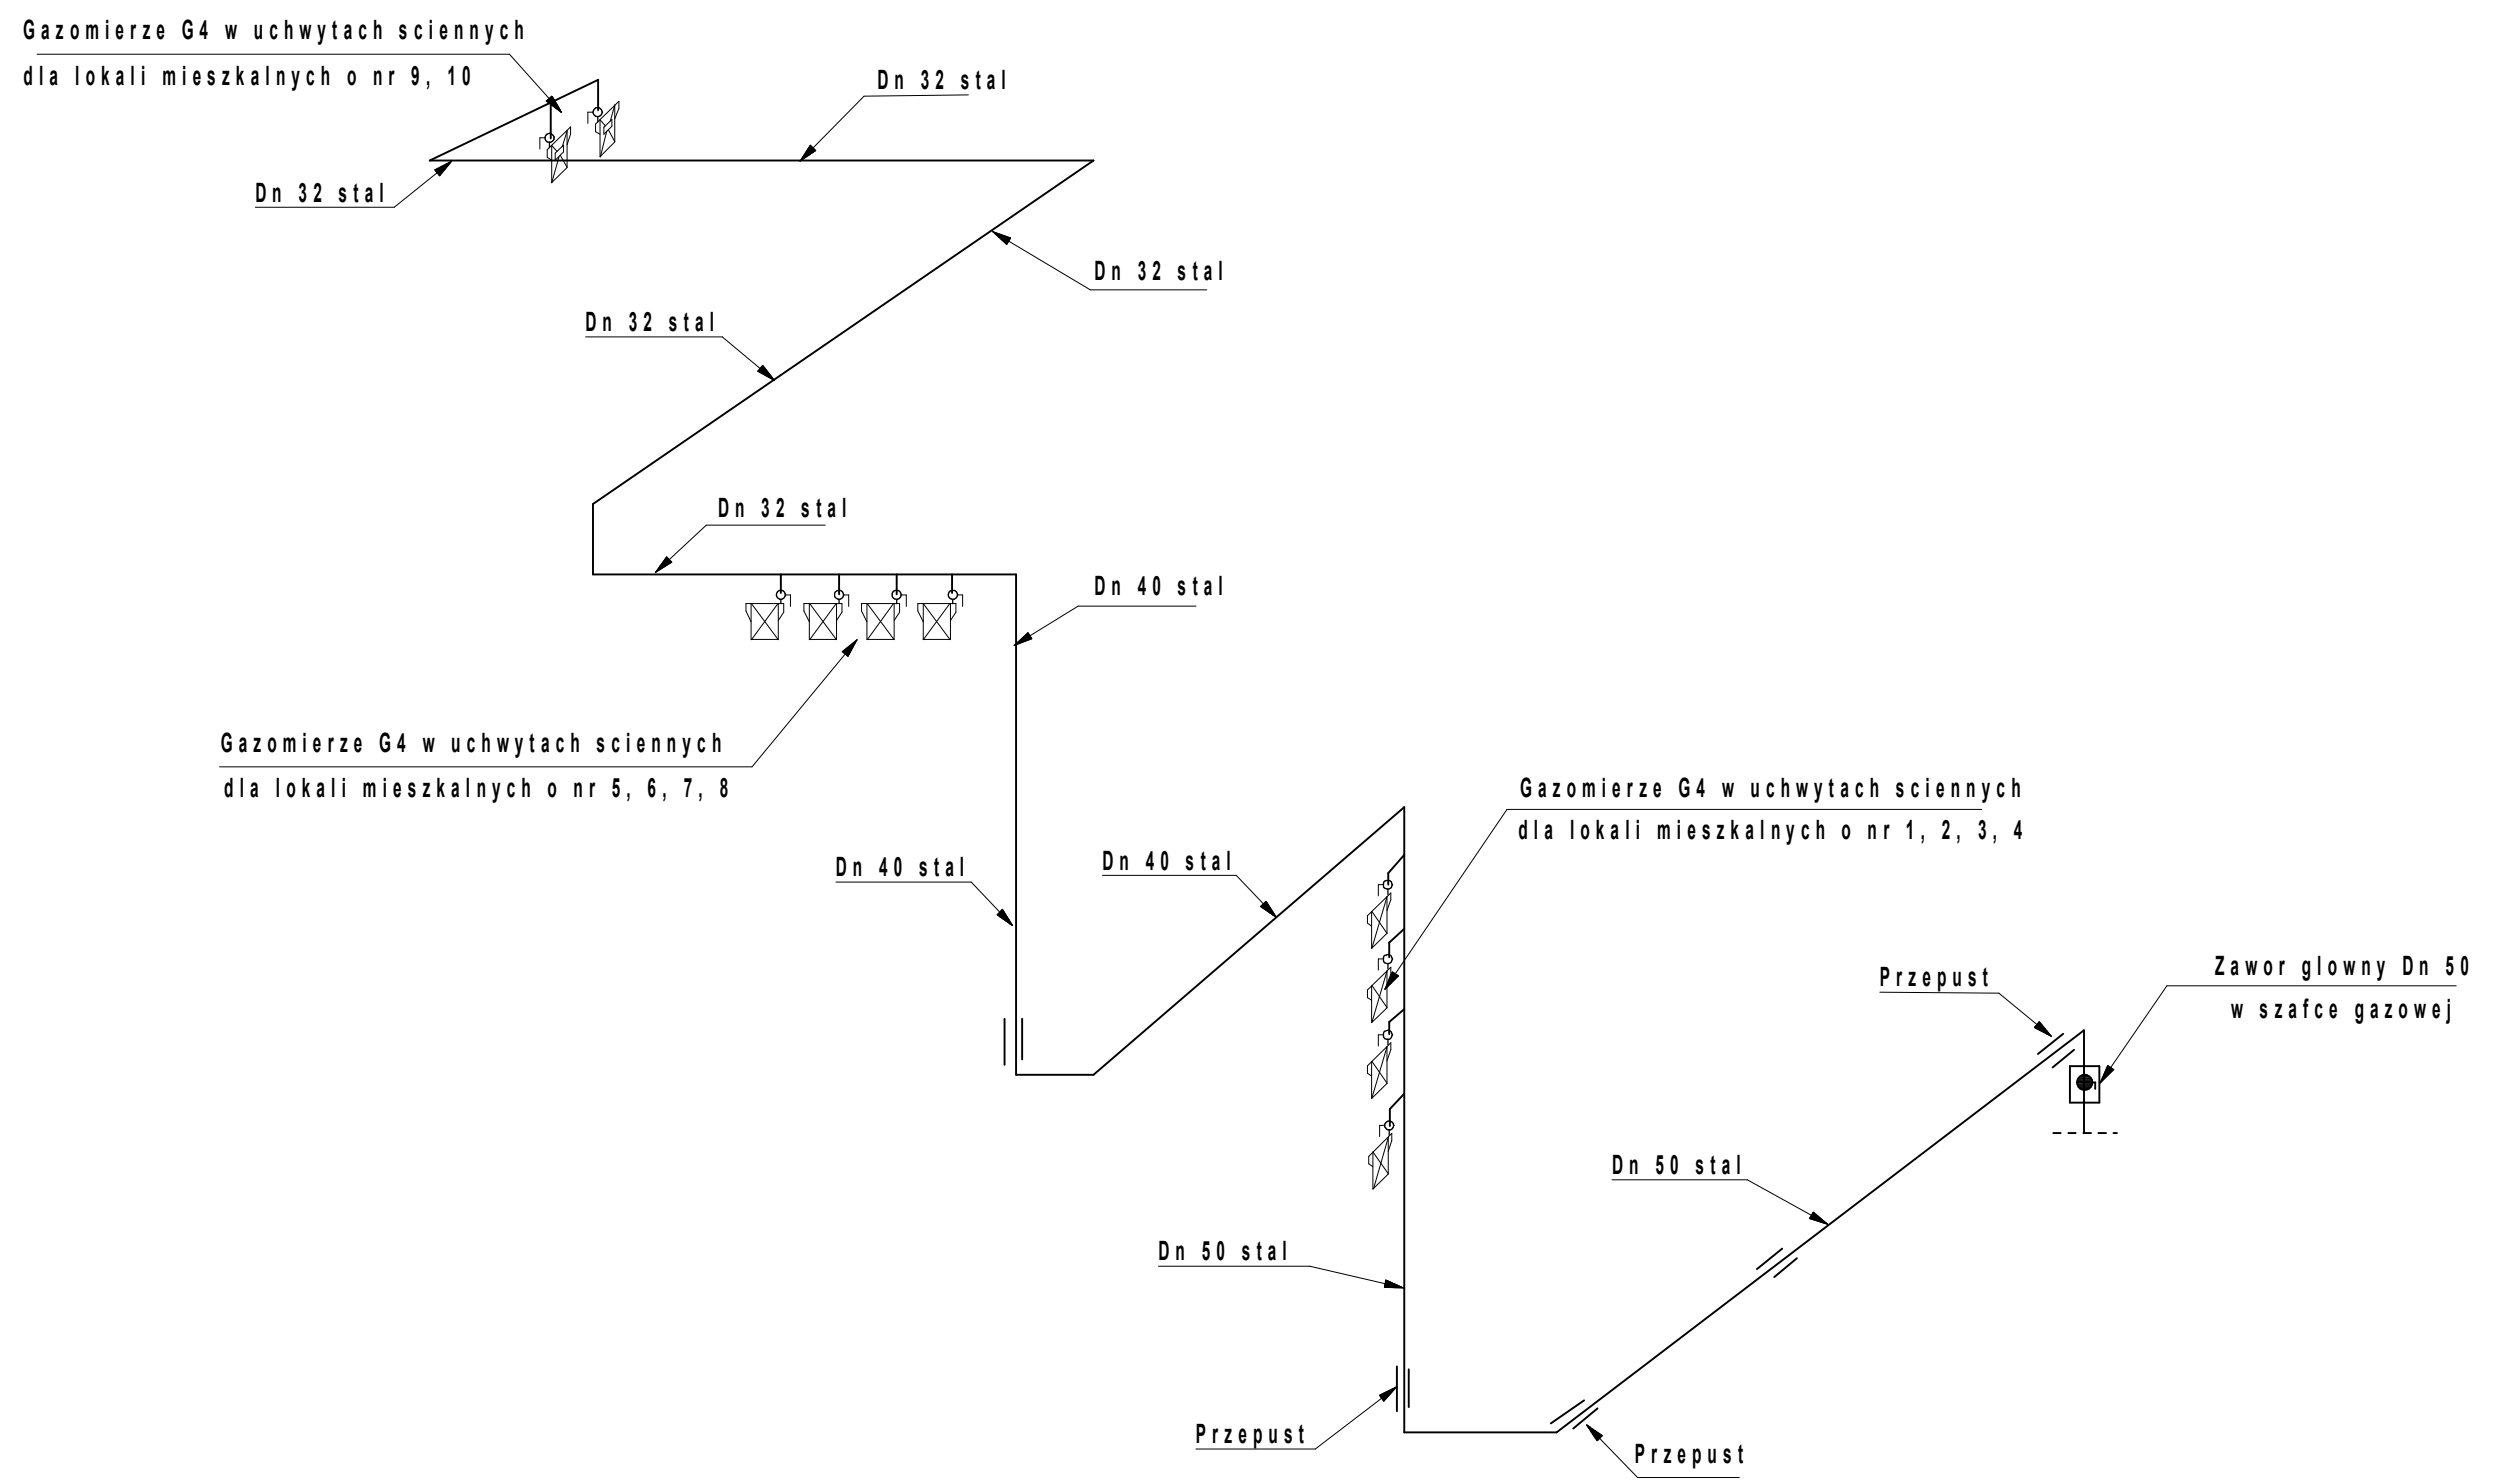 Gazomierze G4 w uchwytach sciennych
dla lokali mieszkalnych o nr 9, 10
Dn 32 stal
Dn 32 stal
Dn 32 stal
Dn 32 stal
Dn 32 stal
Dn 40 stal
Gazomierze G4 w uchwytach sciennych
dla lokali mieszkalnych o nr 5, 6, 7, 8
Gazomierze G4 w uchwytach sciennych
dla lokali mieszkalnych o nr 1, 2, 3, 4
Dn 40 stal
Dn 40 stal
Zawor glowny Dn 50
w szafce gazowej
Przepust
Dn 50 stal
Dn 50 stal
Przepust
Przepust